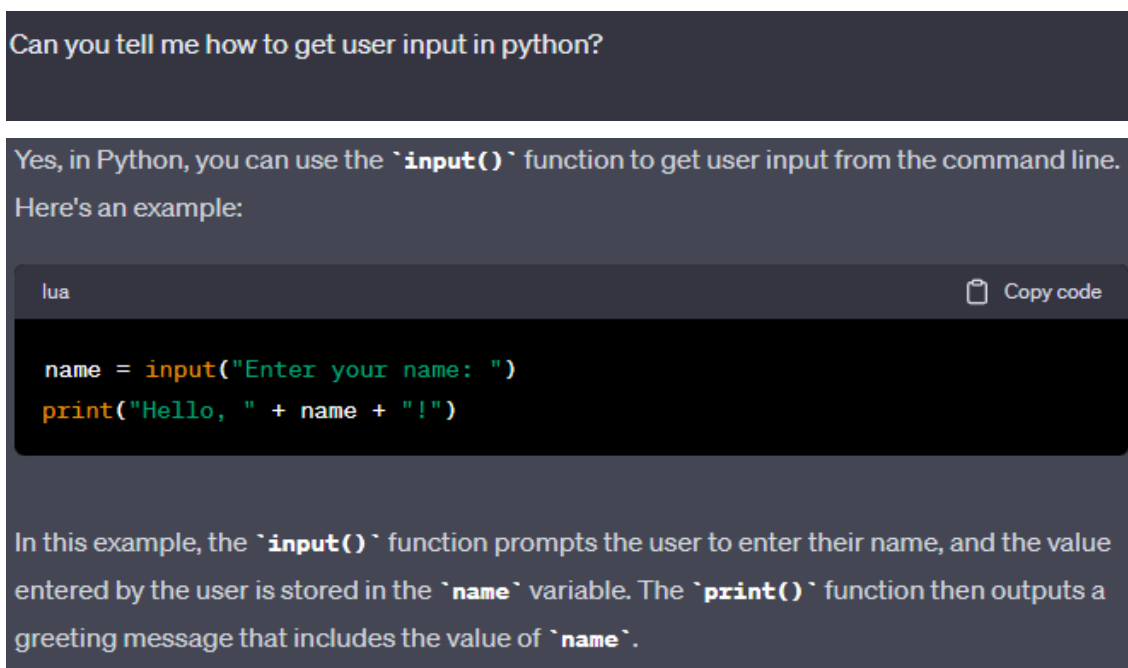 Can you tell me how to get user input in python?
Yes, in Python, you can use the `input()` function to get user input from the command line.
Here's an example:
lua
Copy code
name = input("Enter your name: ")
print("Hello, " + name + "!")
In this example, the `input()` function prompts the user to enter their name, and the value
entered by the user is stored in the `name` variable. The `print()` function then outputs a
greeting message that includes the value of `name`.